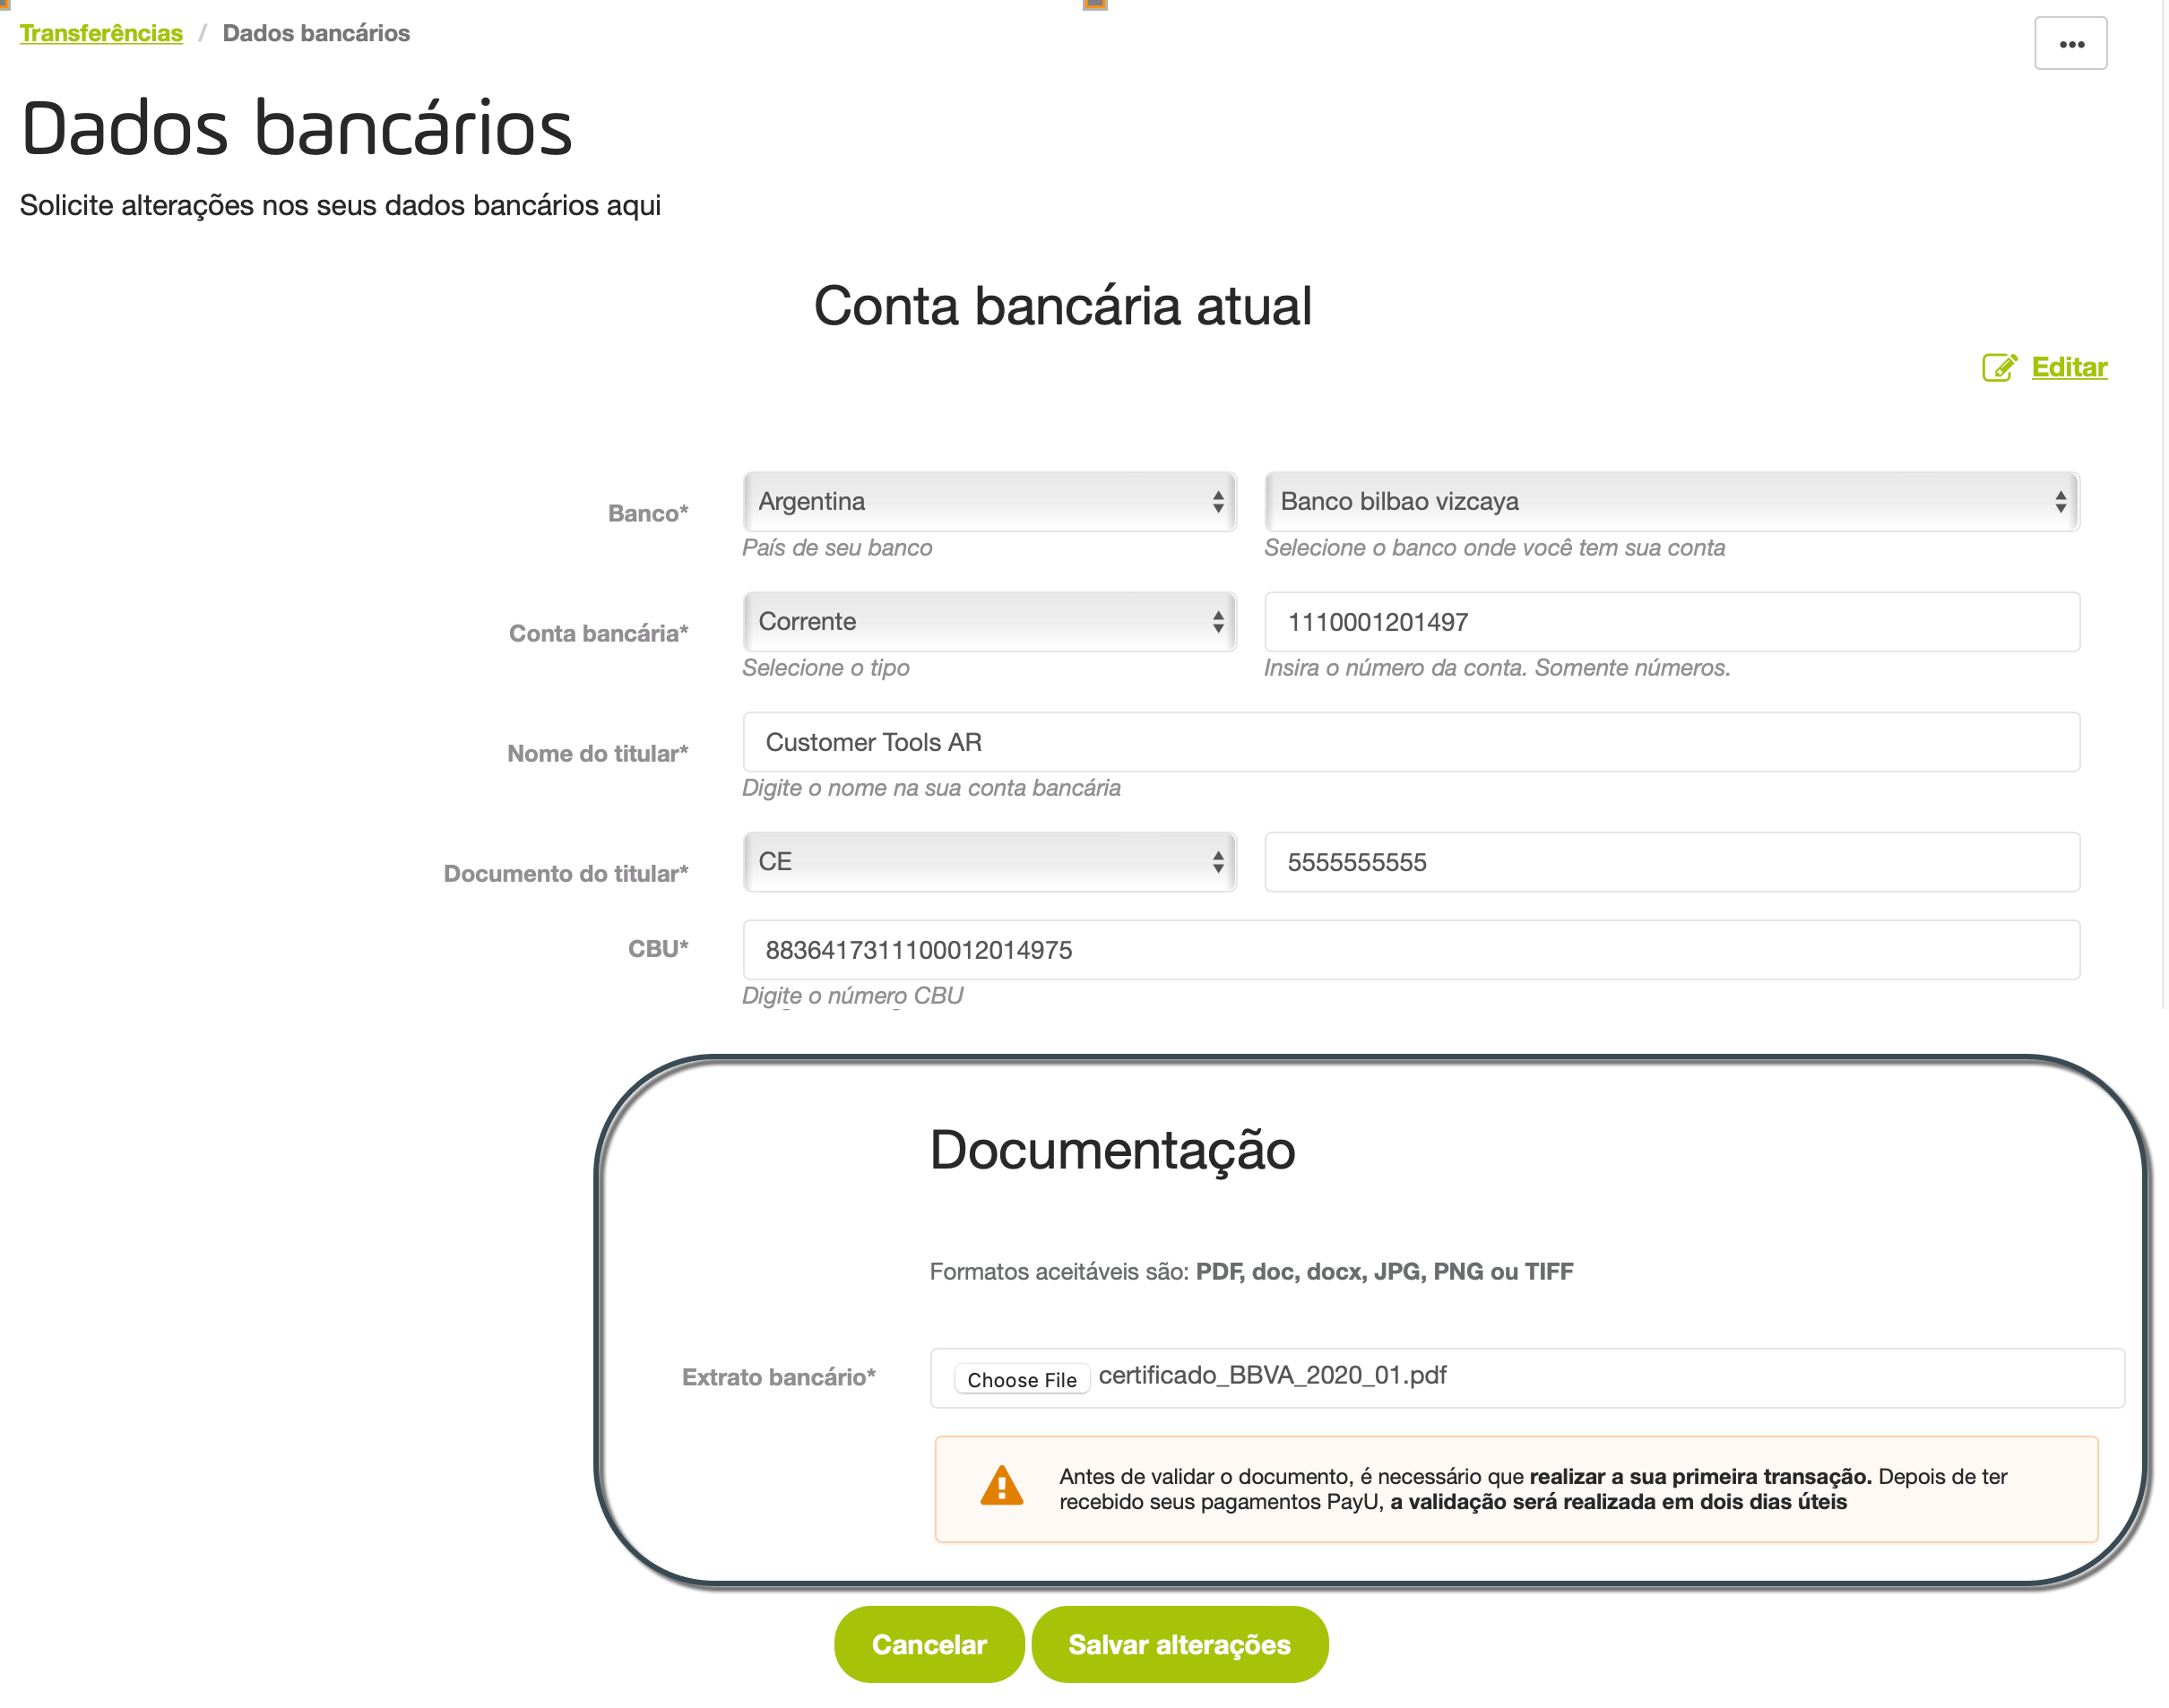 Transferências / Dados bancários
•••
Dados bancários
Solicite alterações nos seus dados bancários aqui
Conta bancária atual
Editar
Banco* Argentina Banco bilbao vizcaya
País de seu banco Selecione o banco onde você tem sua conta
Conta bancária* Corrente 1110001201497
Selecione o tipo Insira o número da conta. Somente números.
Nome do titular* Customer Tools AR
Digite o nome na sua conta bancária
Documento do titular* CE 5555555555
CBU* 8836417311100012014975
Digite o número CBU
Documentação
Formatos aceitáveis são: PDF, doc, docx, JPG, PNG ou TIFF
Extrato bancário* Choose File certificado_BBVA_2020_01.pdf
Antes de validar o documento, é necessário que realizar a sua primeira transação. Depois de ter
recebido seus pagamentos PayU, a validação será realizada em dois dias úteis
Cancelar Salvar alterações